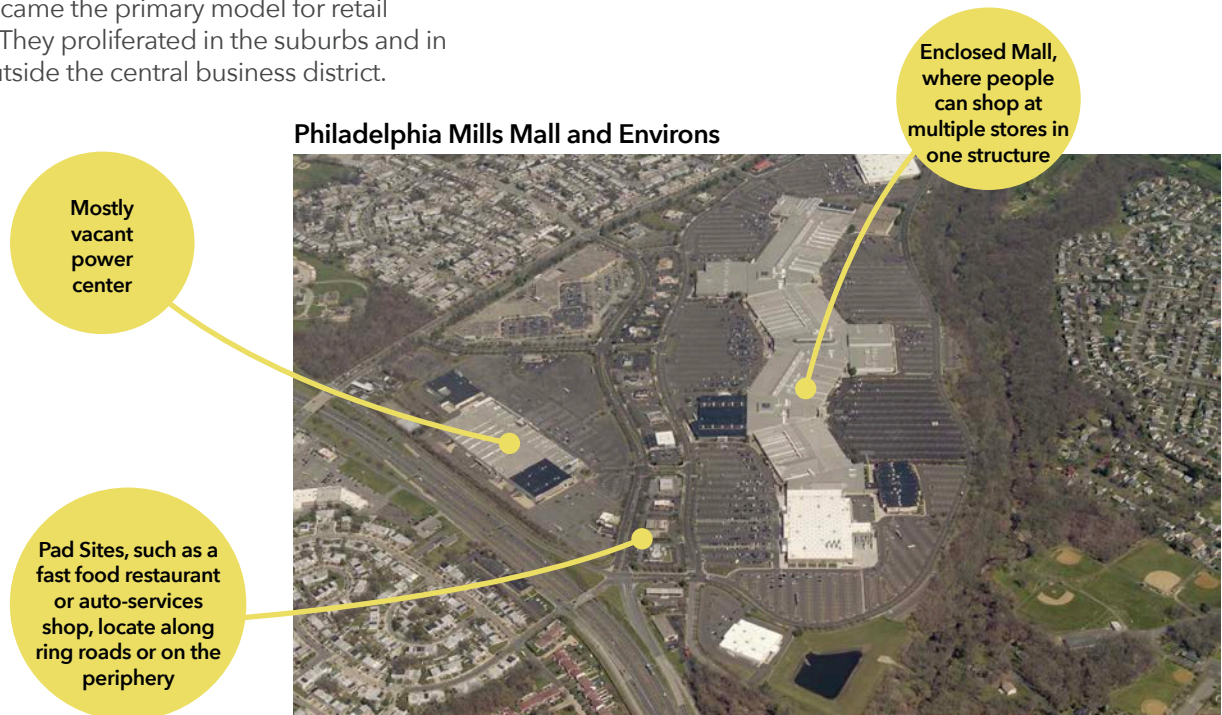 came the primary model for retail
They proliferated in the suburbs and in
utside the central business district.
Enclosed Mall,
where people
can shop at
multiple stores in
one structure
Philadelphia Mills Mall and Environs
Mostly
vacant
power
center
Pad Sites, such as a
fast food restaurant
or auto-services
shop, locate along
ring roads or on the
periphery